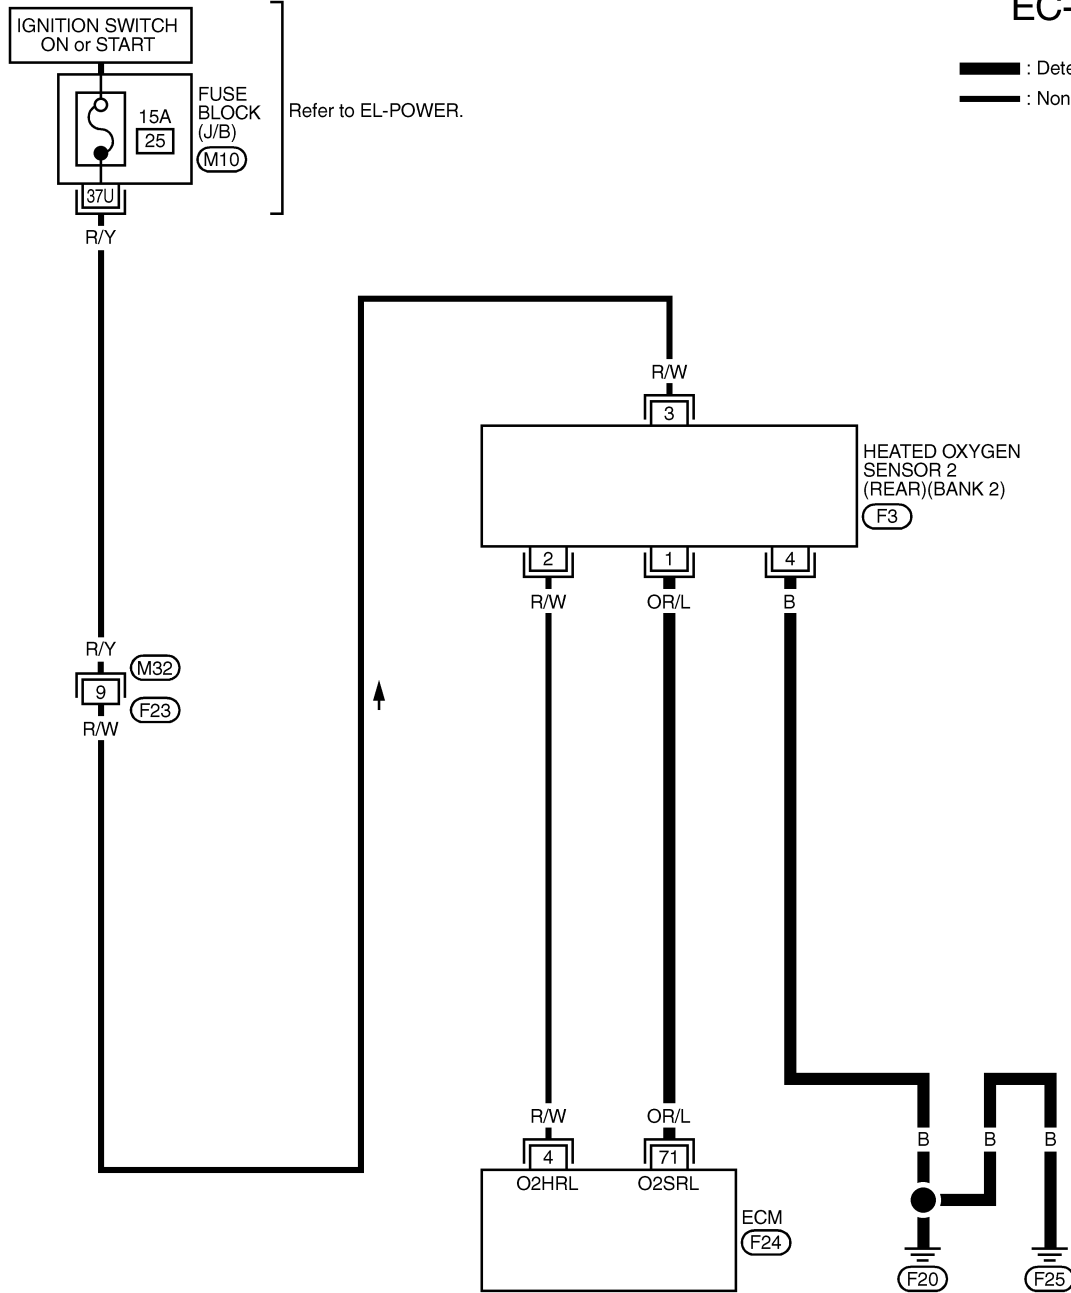 EC-
IGNITION SWITCH
ON or START
: Dete
: Non
FUSE
BLOCK
(J/B)
M10
15A
25
Refer to EL-POWER.
37U
R/Y
R/W
3
HEATED OXYGEN
SENSOR 2
(REAR)(BANK 2)
F3
2
1
4
R/W
OR/L
B
R/Y
M32
9
F23
R/W
R/W
OR/L
B
B
B
4
71
O2HRL
O2SRL
ECM
F24
F20
F25